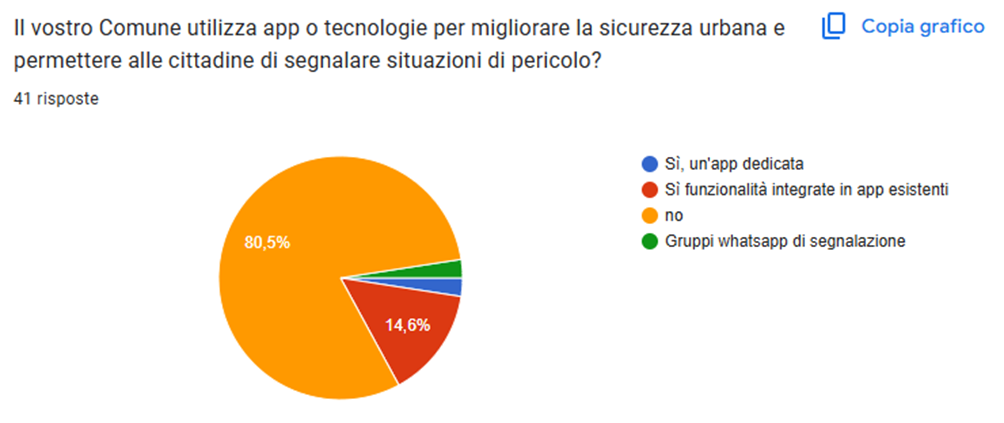 Il vostro Comune utilizza app o tecnologie per migliorare la sicurezza urbana e
permettere alle cittadine di segnalare situazioni di pericolo?
Copia grafico
41 risposte
Sì, un'app dedicata
Sì funzionalità integrate in app esistenti
no
Gruppi whatsapp di segnalazione
80,5%
14,6%